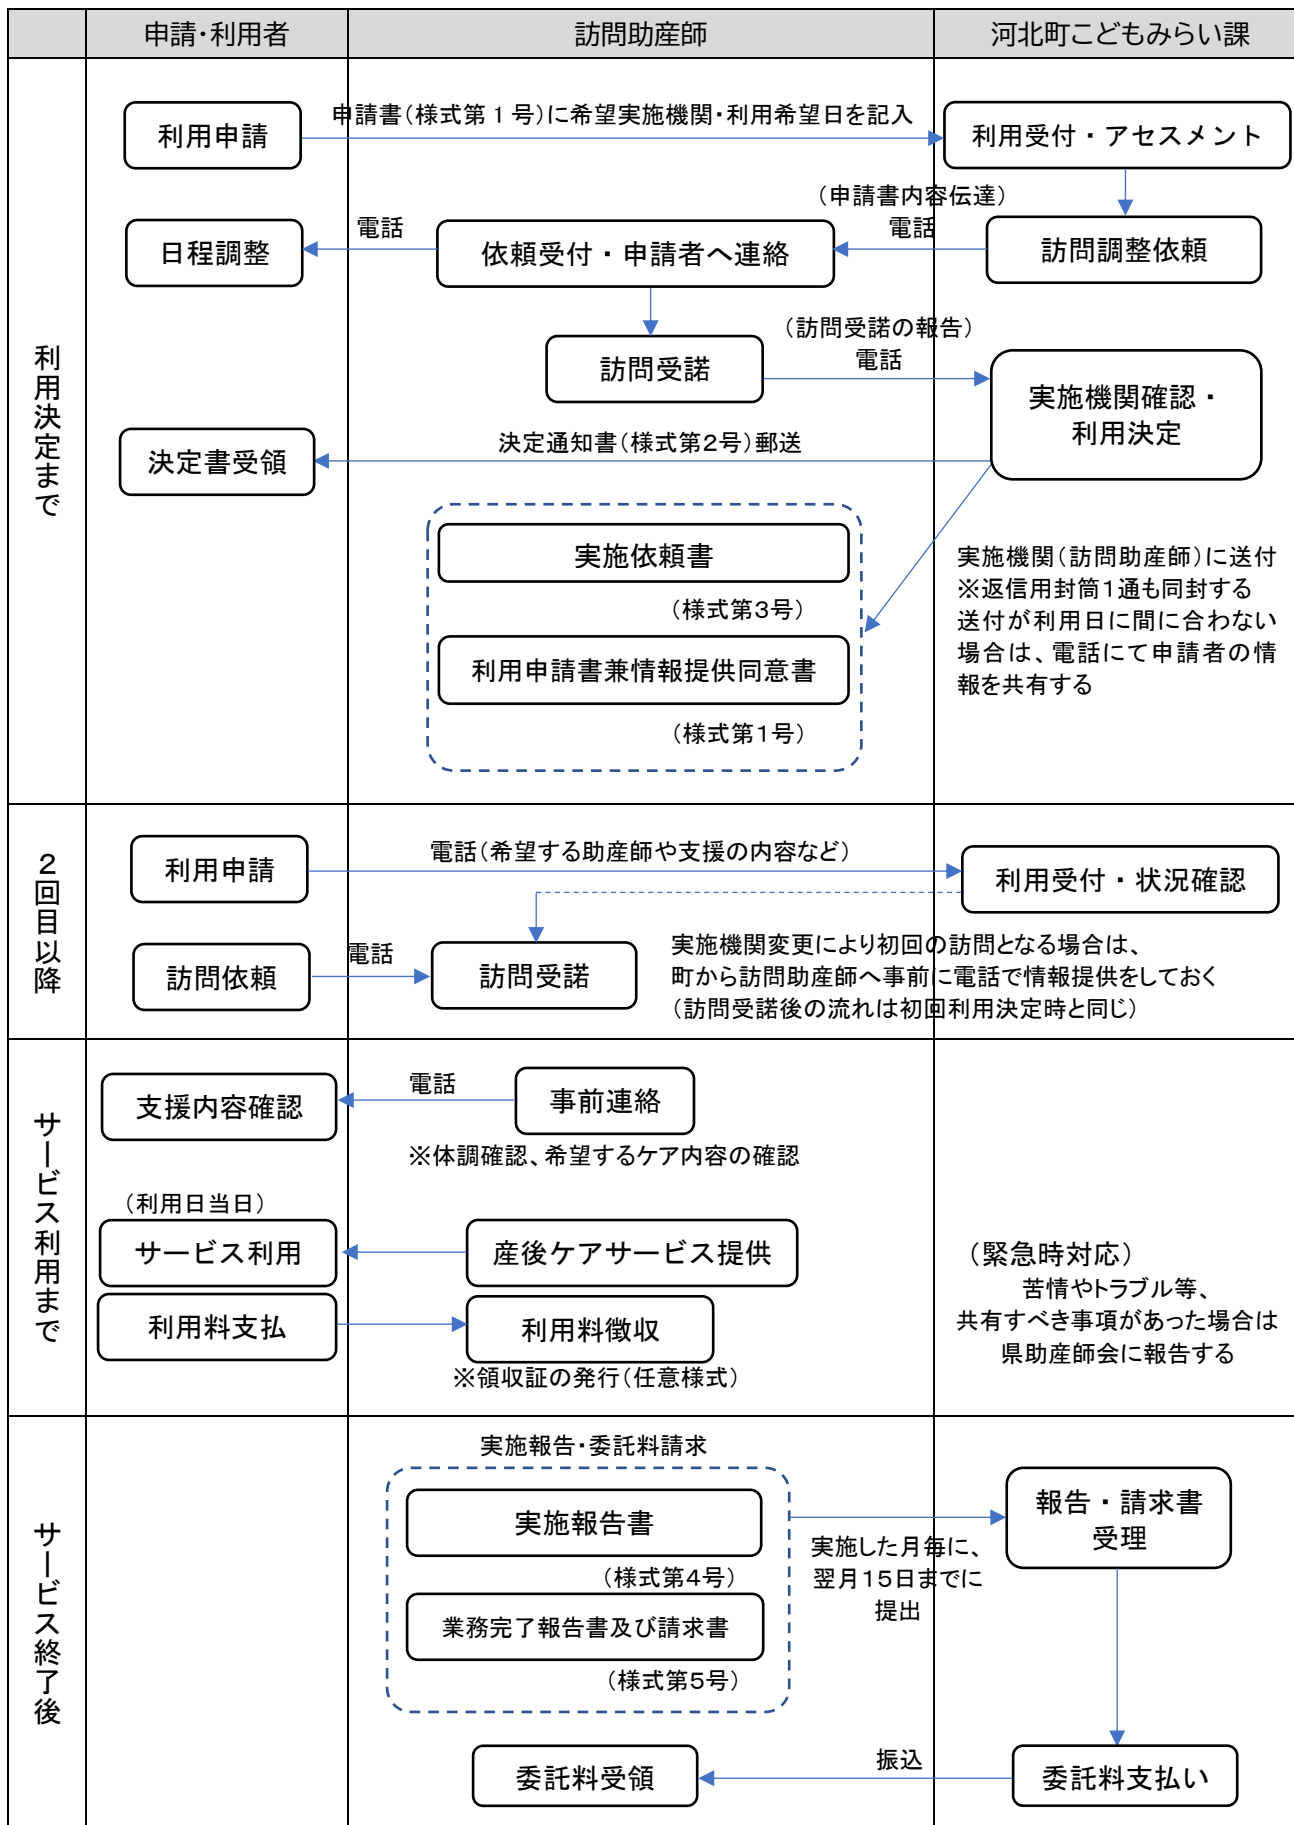 申請・利用者
訪問助産師
河北町こどもみらい課
利用決定まで
利用申請
申請書（様式第１号）に希望実施機関・利用希望日を記入
利用受付・アセスメント
（申請書内容伝達）
電話
訪問調整依頼
依頼受付・申請者へ連絡
電話
日程調整
訪問受諾
（訪問受諾の報告）
電話
実施機関確認・
利用決定
決定通知書（様式第２号）郵送
決定書受領
実施依頼書
（様式第３号）
利用申請書兼情報提供同意書
（様式第１号）
実施機関（訪問助産師）に送付
※返信用封筒１通も同封する
送付が利用日に間に合わない
場合は、電話にて申請者の情
報を共有する
２回目以降
利用申請
電話（希望する助産師や支援の内容など）
利用受付・状況確認
訪問依頼
電話
訪問受諾
実施機関変更により初回の訪問となる場合は、
町から訪問助産師へ事前に電話で情報提供をしておく
（訪問受諾後の流れは初回利用決定時と同じ）
サービス利用まで
支援内容確認
電話
事前連絡
※体調確認、希望するケア内容の確認
（利用日当日）
サービス利用
産後ケアサービス提供
利用料支払
利用料徴収
※領収証の発行（任意様式）
（緊急時対応）
苦情やトラブル等、
共有すべき事項があった場合は
県助産師会に報告する
サービス終了後
実施報告・委託料請求
実施報告書
（様式第４号）
業務完了報告書及び請求書
（様式第５号）
実施した月毎に、
翌月１５日までに
提出
報告・請求書
受理
委託料受領
振込
委託料支払い